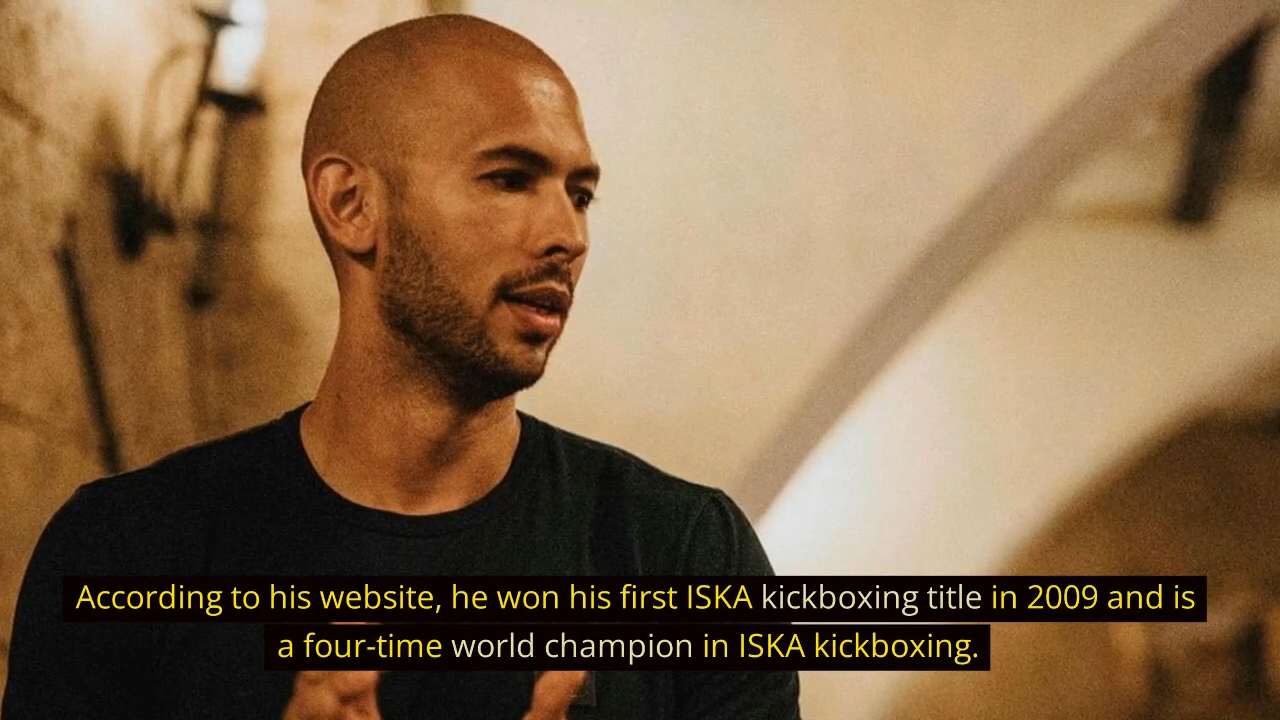 According to his website, he won his first ISKA kickboxing title in 2009 and is
a four-time world champion in ISKA kickboxing.